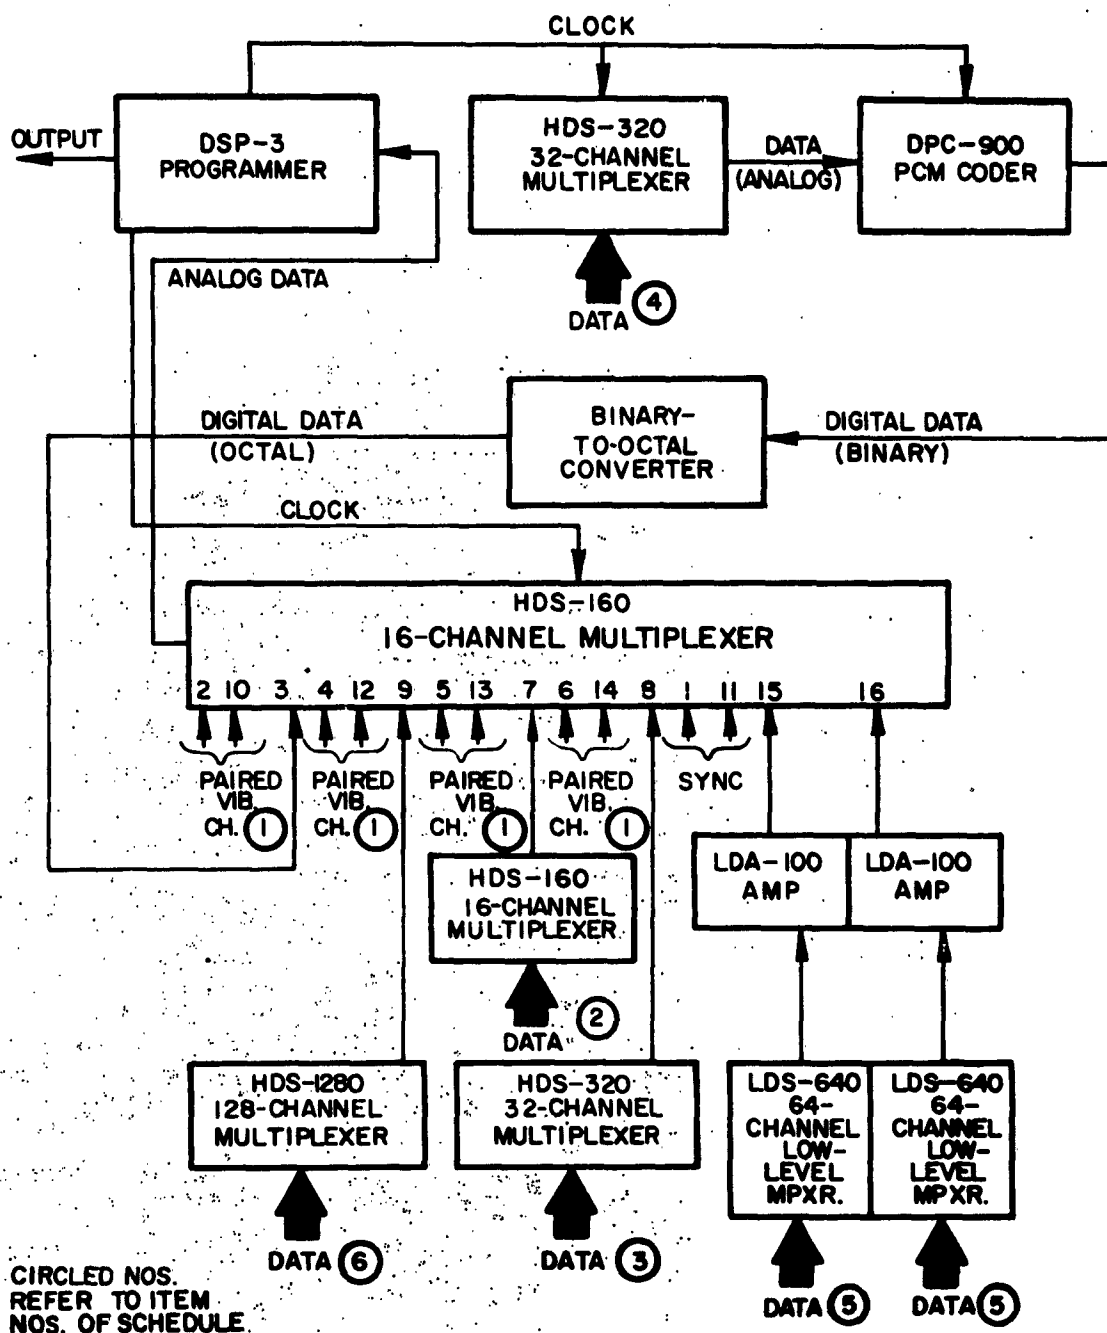 CLOCK
OUTPUT
DSP-3
PROGRAMMER
HDS-320
32-CHANNEL
MULTIPLEXER
DATA
(ANALOG)
DPC-900
PCM CODER
ANALOG DATA
DATA 4
DIGITAL DATA
(OCTAL)
BINARY-
TO-OCTAL
CONVERTER
DIGITAL DATA
(BINARY)
CLOCK
HDS-160
16-CHANNEL MULTIPLEXER
2 10 3 4 12 9 5 13 7 6 14 8 1 11 15 16
PAIRED
VIB.
CH. 1
PAIRED
VIB.
CH. 1
PAIRED
VIB.
CH. 1
PAIRED
VIB.
CH. 1
SYNC
LDA-100
AMP
LDA-100
AMP
HDS-160
16-CHANNEL
MULTIPLEXER
DATA 2
HDS-1280
128-CHANNEL
MULTIPLEXER
HDS-320
32-CHANNEL
MULTIPLEXER
LDS-640
64-
CHANNEL
LOW-
LEVEL
MPXR.
LDS-640
64-
CHANNEL
LOW-
LEVEL
MPXR.
DATA 6
DATA 3
DATA 5
DATA 5
CIRCLED NOS.
REFER TO ITEM
NOS. OF SCHEDULE